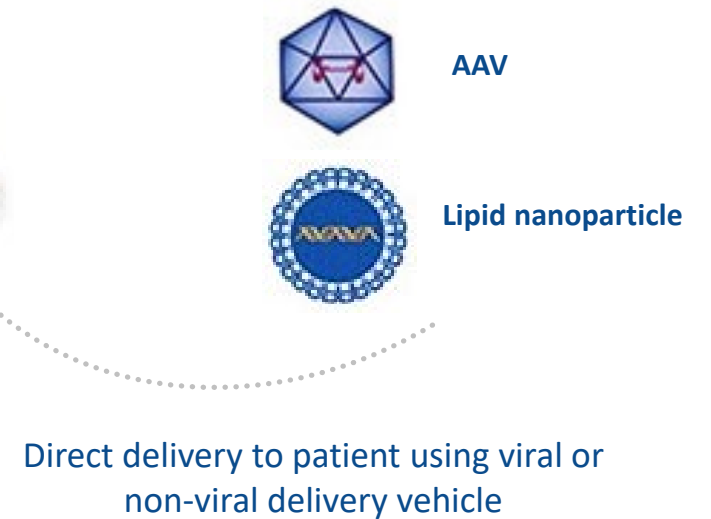 AAV
Lipid nanoparticle
Direct delivery to patient using viral or
non-viral delivery vehicle